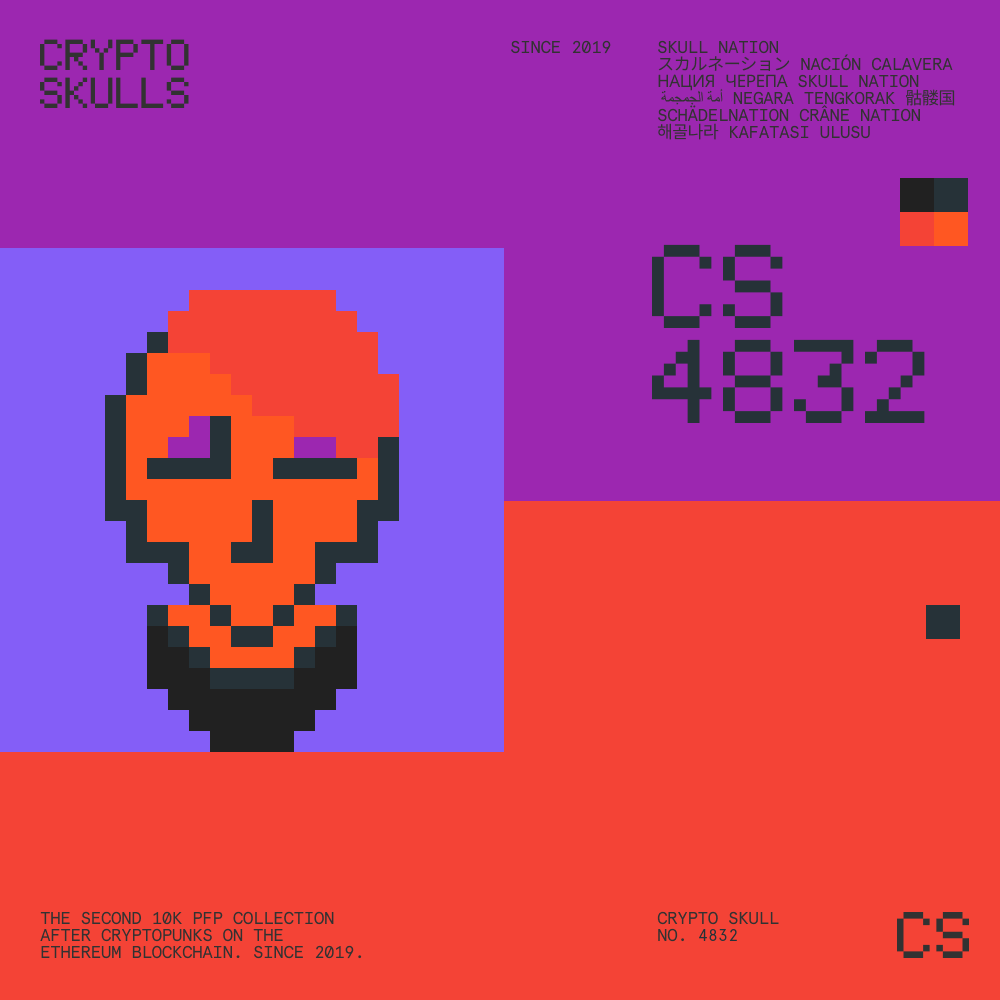 CRYPTO
SKULLS
SINCE 2019
SKULL NATION
スカルネーション NACIÓN CALAVERA
НАЦИЯ ЧЕРЕПА SKULL NATION
أمة الجمجمة NEGARA TENGKORAK 骷髅国
SCHÄDELNATION CRÂNE NATION
해골나라 KAFATASI ULUSU
CS
4832
THE SECOND 10K PFP COLLECTION
AFTER CRYPTOPUNKS ON THE
ETHEREUM BLOCKCHAIN. SINCE 2019.
CRYPTO SKULL
NO. 4832
CS